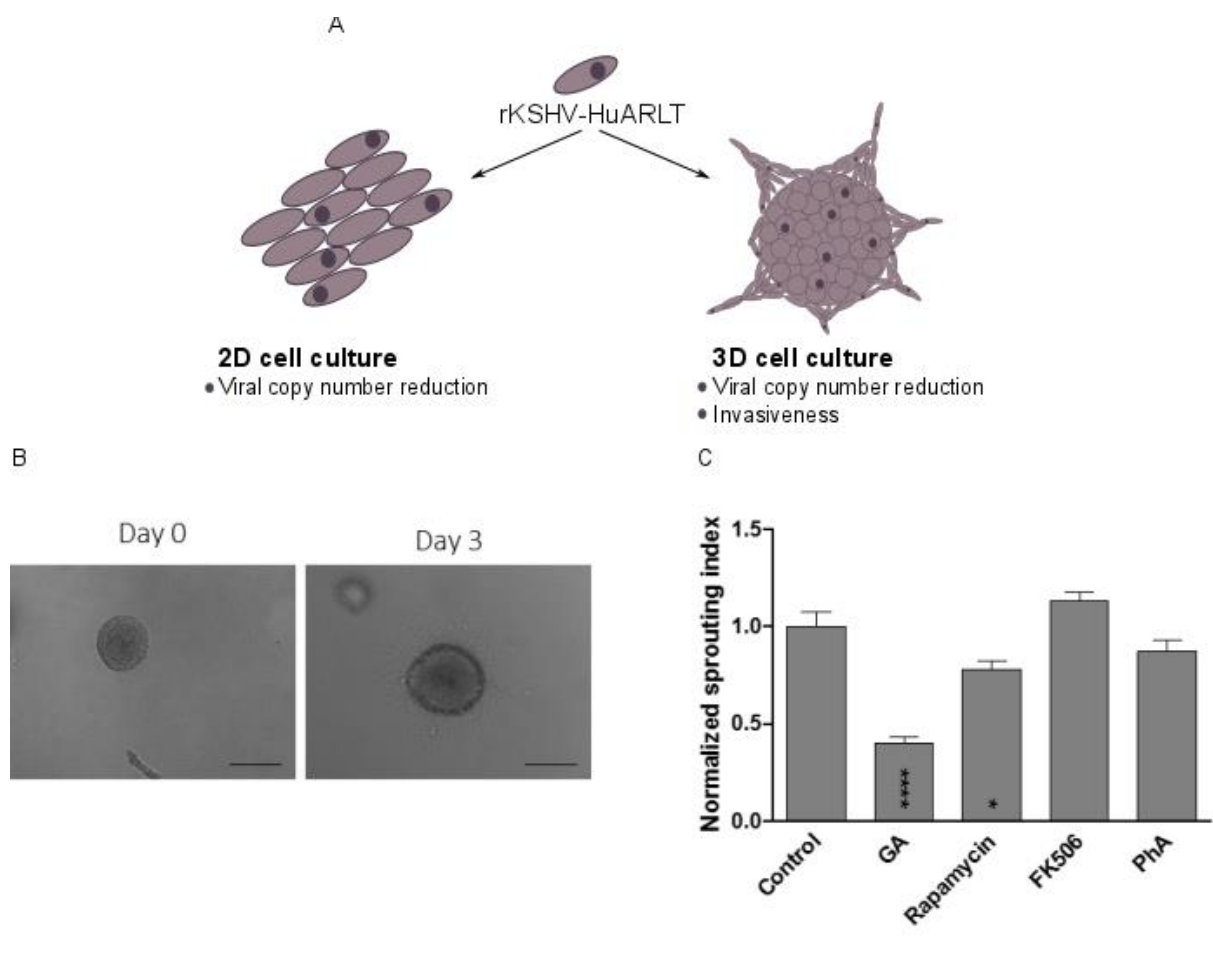 A
rKSHV-HuARLT
2D cell culture
Viral copy number reduction
3D cell culture
Viral copy number reduction
Invasiveness
B
Day 0
Day 3
C
Normalized sprouting index
1.5
1.0
0.5
0.0
****
*
Control
GA
Rapamycin
FK506
PhA